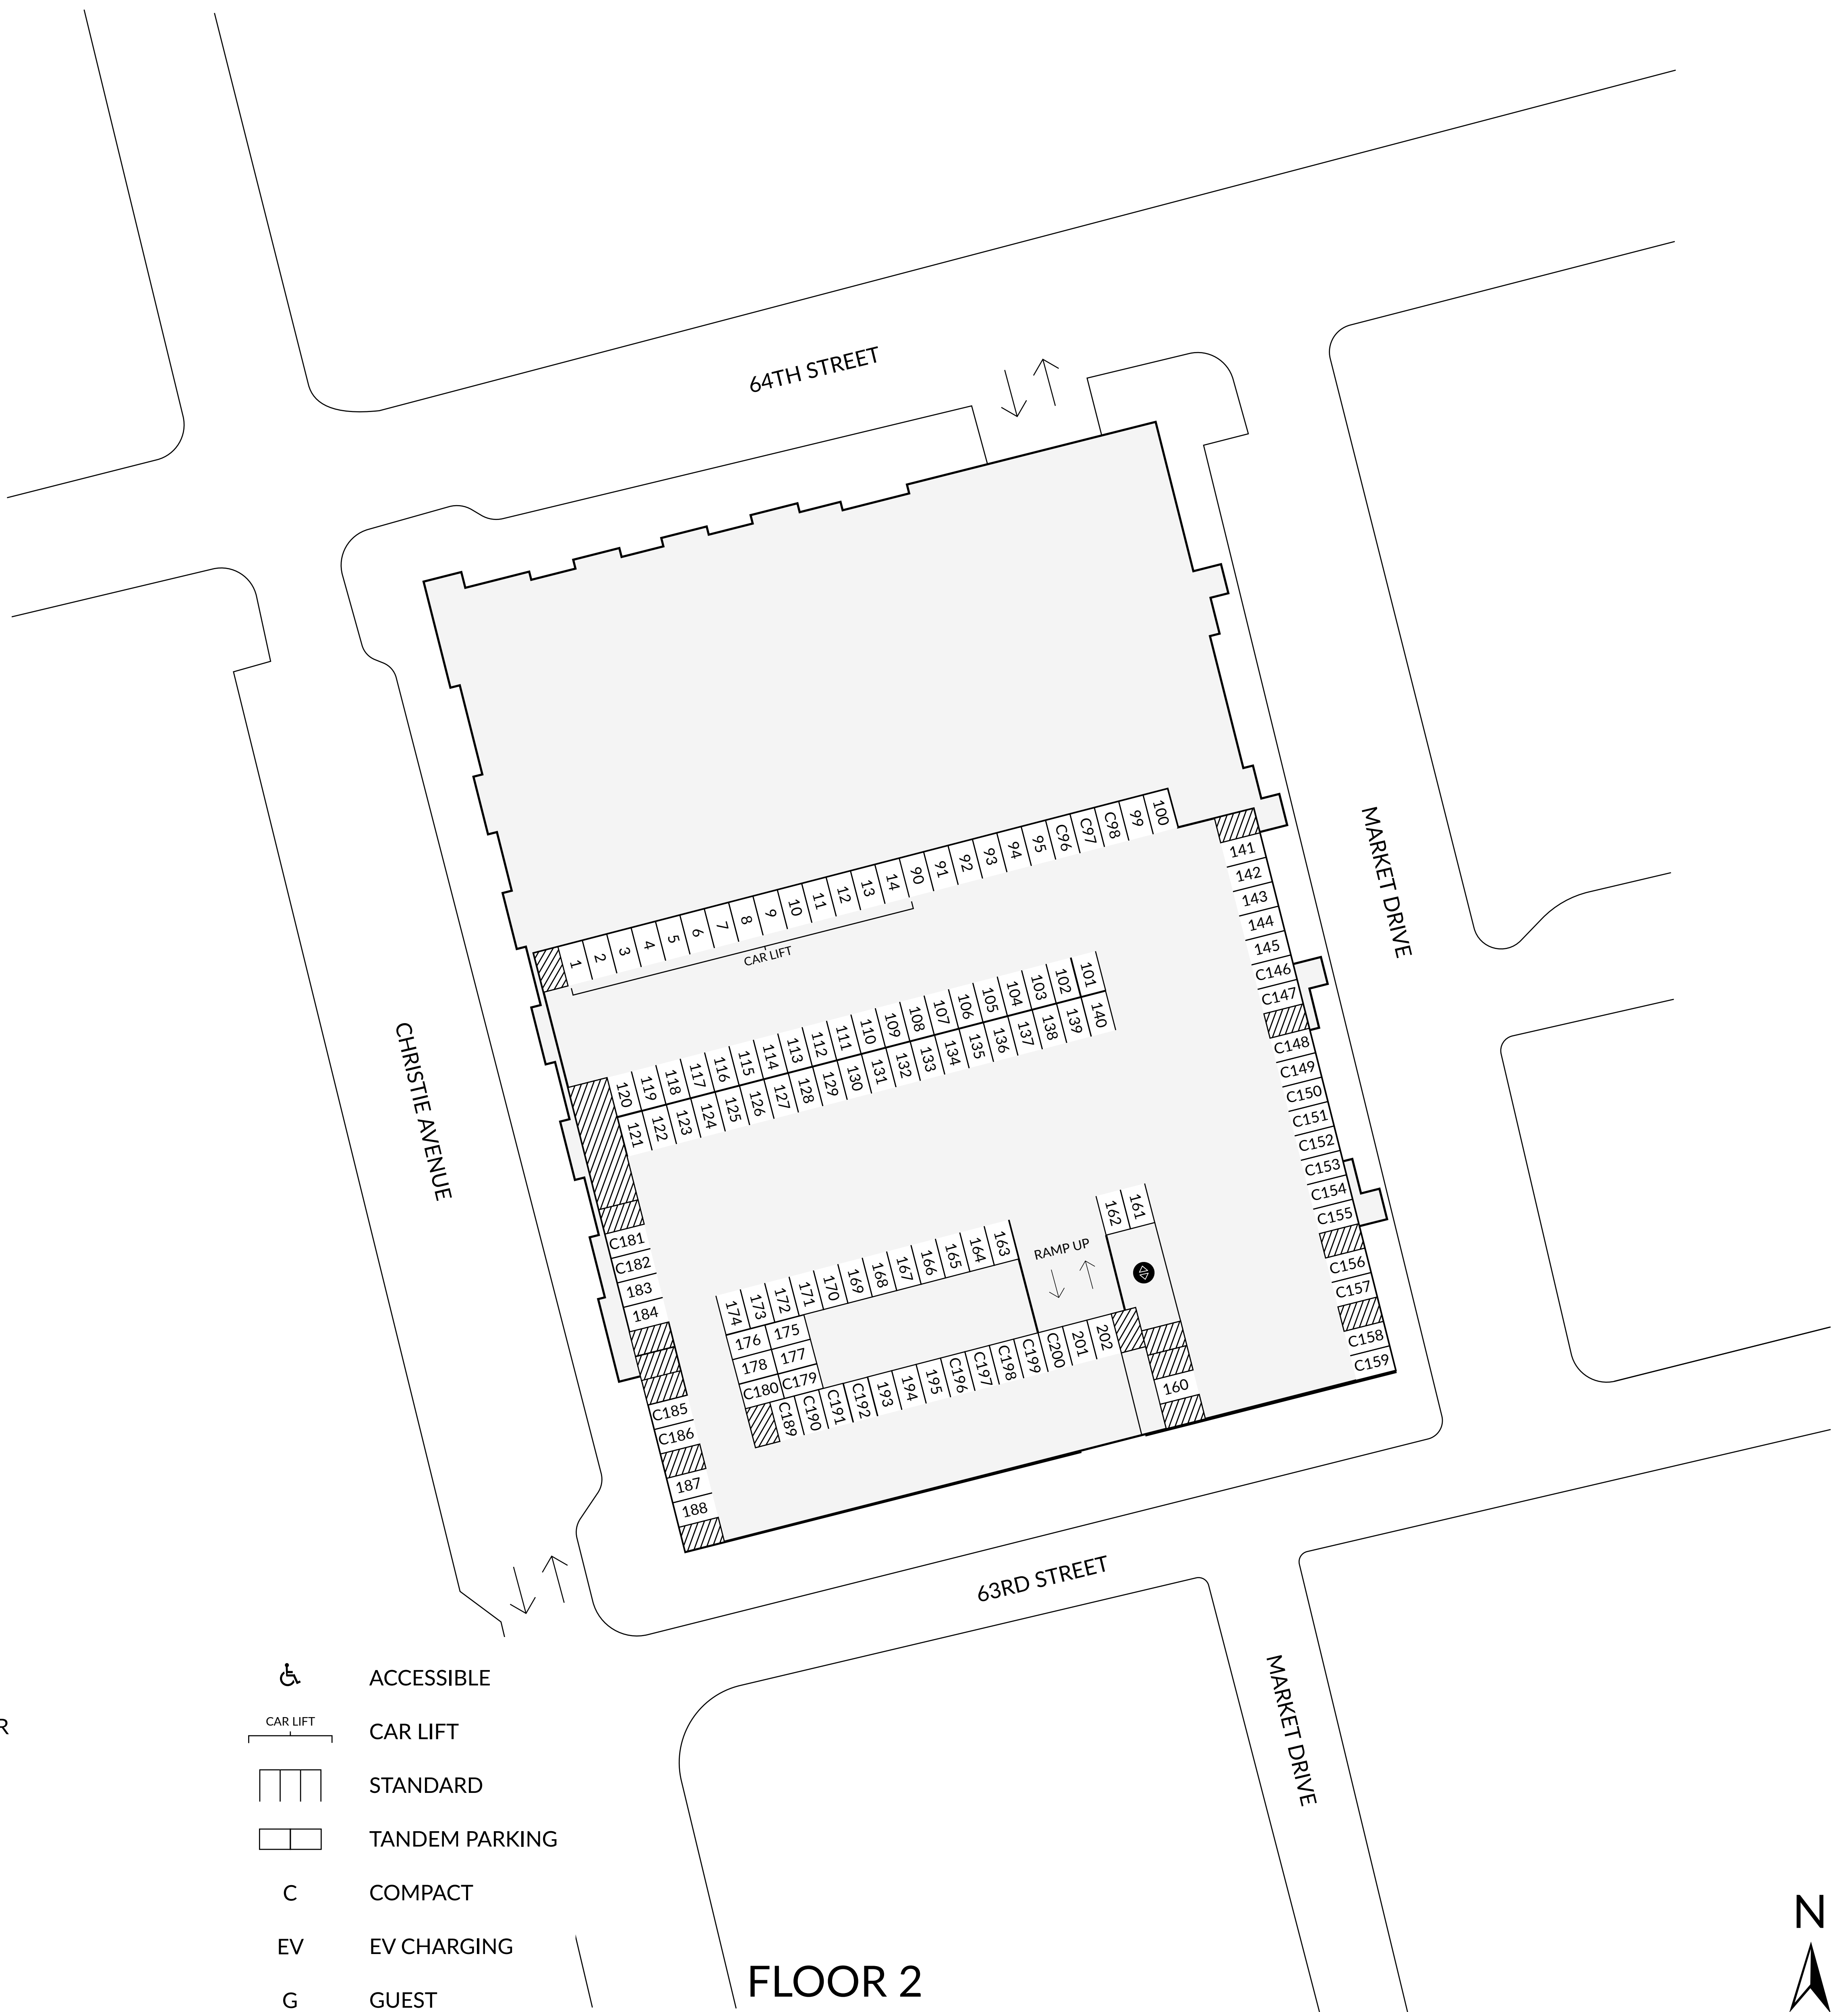 64TH STREET
MARKET DRIVE
CHRISTIE AVENUE
1 2 3 4 5 6 7 8 9 10 11 12 13 14 90 91 92 93 94 95 C96 C97 C98 99 100
CAR LIFT
120 119 118 117 116 115 114 113 112 111 110 109 108 107 106 105 104 103 102 101
121 122 123 124 125 126 127 128 129 130 131 132 133 134 135 136 137 138 139 140
141
142
143
144
145
C146
C147
C148
C149
C150
C151
C152
C153
C154
C155
C156
C157
C158
C159
162 161
RAMP UP
174 173 172 171 170 169 168 167 166 165 164 163
176 175
178 177
C180 C179
C189 C190 C191 C192 193 194 195 C196 C197 C198 C199 C200 201 202
160
C181
C182
183
184
C185
C186
187
188
63RD STREET
MARKET DRIVE
R
ACCESSIBLE
CAR LIFT CAR LIFT
STANDARD
TANDEM PARKING
C COMPACT
EV EV CHARGING
G GUEST
FLOOR 2
N